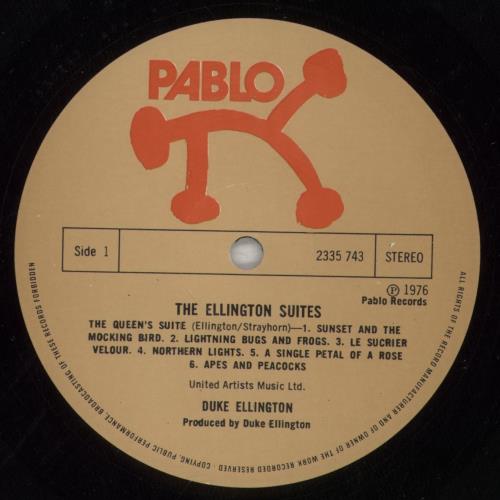 PABLO
Side 1
2335 743
STEREO
Ⓟ 1976
Pablo Records
THE ELLINGTON SUITES
THE QUEEN'S SUITE (Ellington/Strayhorn)—1. SUNSET AND THE
MOCKING BIRD. 2. LIGHTNING BUGS AND FROGS. 3. LE SUCRIER
VELOUR. 4. NORTHERN LIGHTS. 5. A SINGLE PETAL OF A ROSE
6. APES AND PEACOCKS
United Artists Music Ltd.
DUKE ELLINGTON
Produced by Duke Ellington
ALL RIGHTS OF THE RECORD MANUFACTURER AND OF OWNER OF THE WORK RECORDED RESERVED · COPYING, PUBLIC PERFORMANCE, BROADCASTING OF THESE RECORDS FORBIDDEN